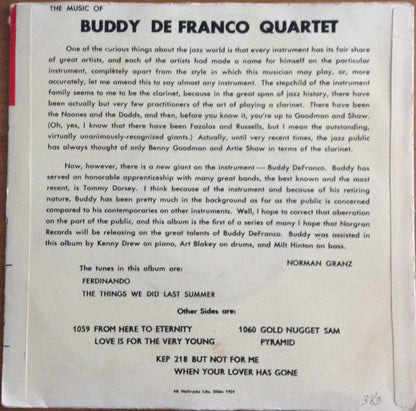 THE MUSIC OF
BUDDY DE FRANCO QUARTET
One of the curious things about the jazz world is that every instrument has its fair share
of great artists, and each of the artists had made a name for himself on the particular
instrument, completely apart from the style in which this musician may play, or, more
accurately, let me amend this to say almost any instrument. The stepchild of the instrument
family seems to me to be the clarinet, because in the great span of jazz history, there have
been actually but very few practitioners of the art of playing a clarinet. There have been
the Noones and the Dodds, and then, before you know it, you're up to Goodman and Shaw.
(Oh, yes, I know that there have been Fazolas and Russells, but I mean the outstanding,
virtually unanimously-recognized giants.) Actually, until very recent times, the jazz public
has always thought of only Benny Goodman and Artie Shaw in terms of the clarinet.
Now, however, there is a new giant on the instrument — Buddy DeFranco. Buddy has
served an honorable apprenticeship with many great bands, the best known and the most
recent, is Tommy Dorsey. I think because of the instrument and because of his retiring
nature, Buddy has been pretty much in the background as far as the public is concerned
compared to his contemporaries on other instruments. Well, I hope to correct that aberration
on the part of the public, and this album is the first of a series of many I hope that Norgran
Records will be releasing on the great talents of Buddy DeFranco. Buddy was assisted in
this album by Kenny Drew on piano, Art Blakey on drums, and Milt Hinton on bass.
NORMAN GRANZ
The tunes in this album are:
FERDINANDO
THE THINGS WE DID LAST SUMMER
Other Sides are:
1059 FROM HERE TO ETERNITY 1060 GOLD NUGGET SAM
LOVE IS FOR THE VERY YOUNG PYRAMID
KEP 218 BUT NOT FOR ME
WHEN YOUR LOVER HAS GONE
1954